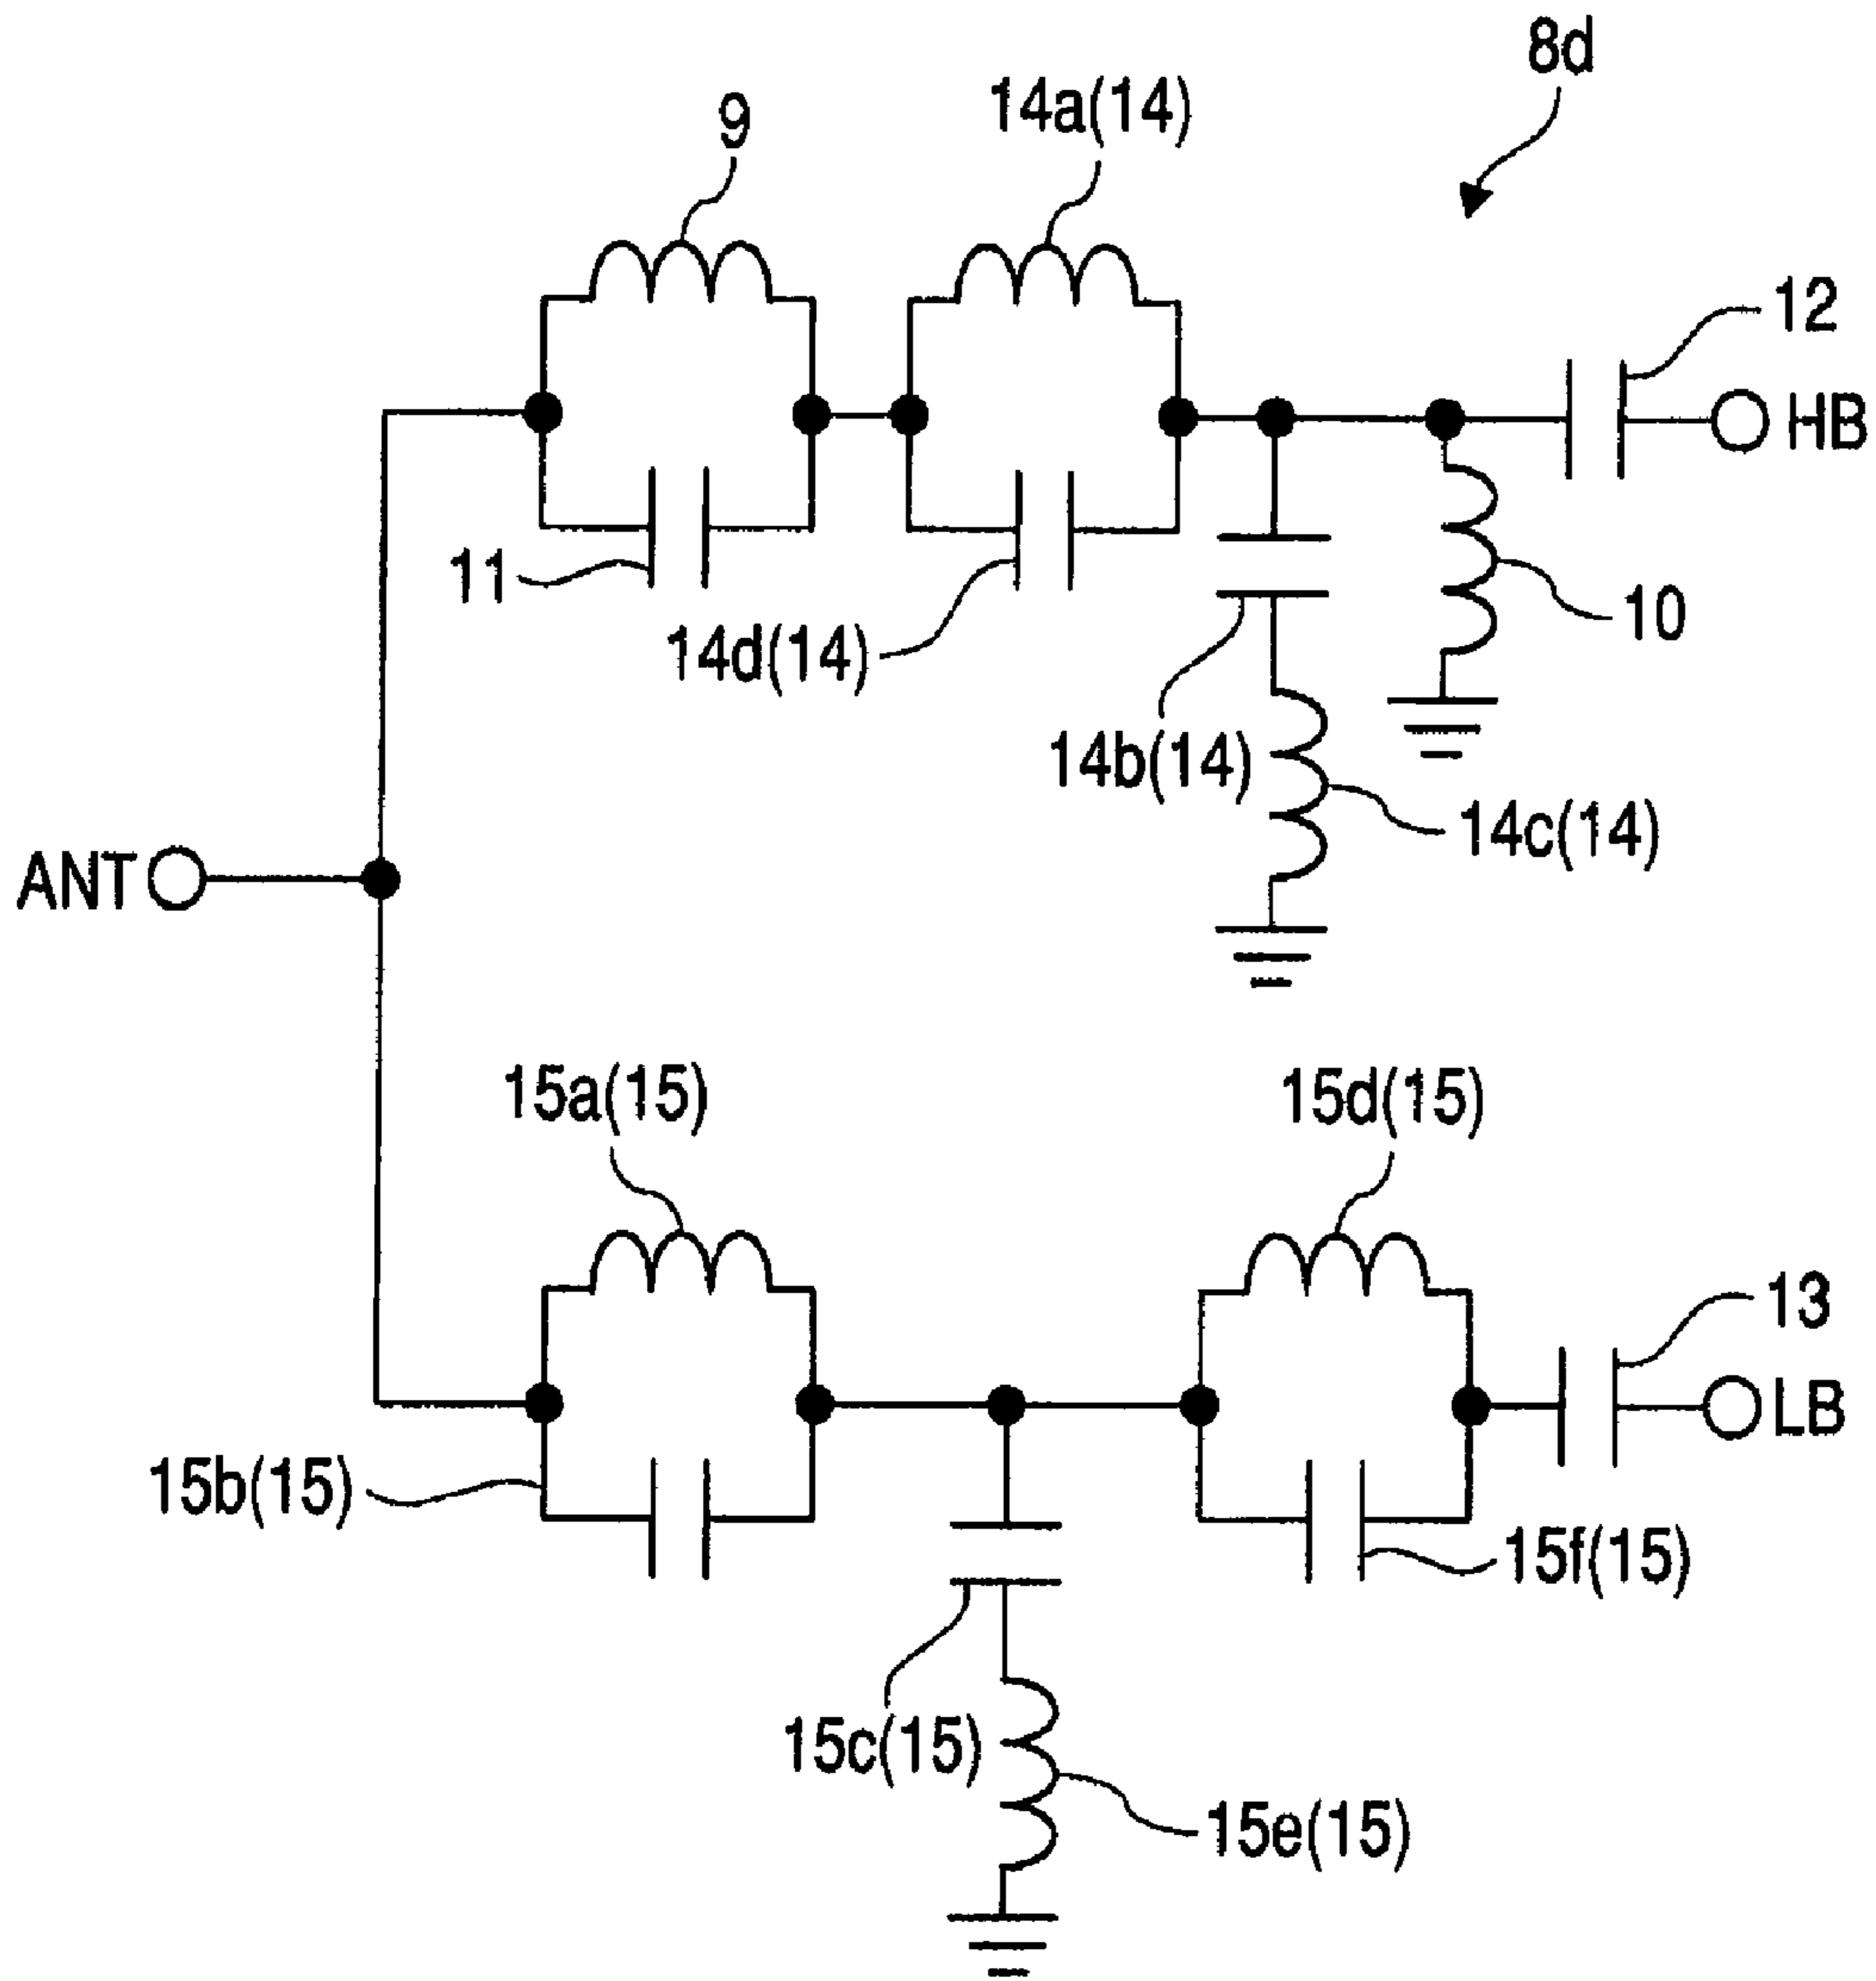 8d
9
14a(14)
12
HB
11
14d(14)
10
14b(14)
14c(14)
ANT
15a(15)
15d(15)
13
LB
15b(15)
15f(15)
15c(15)
15e(15)